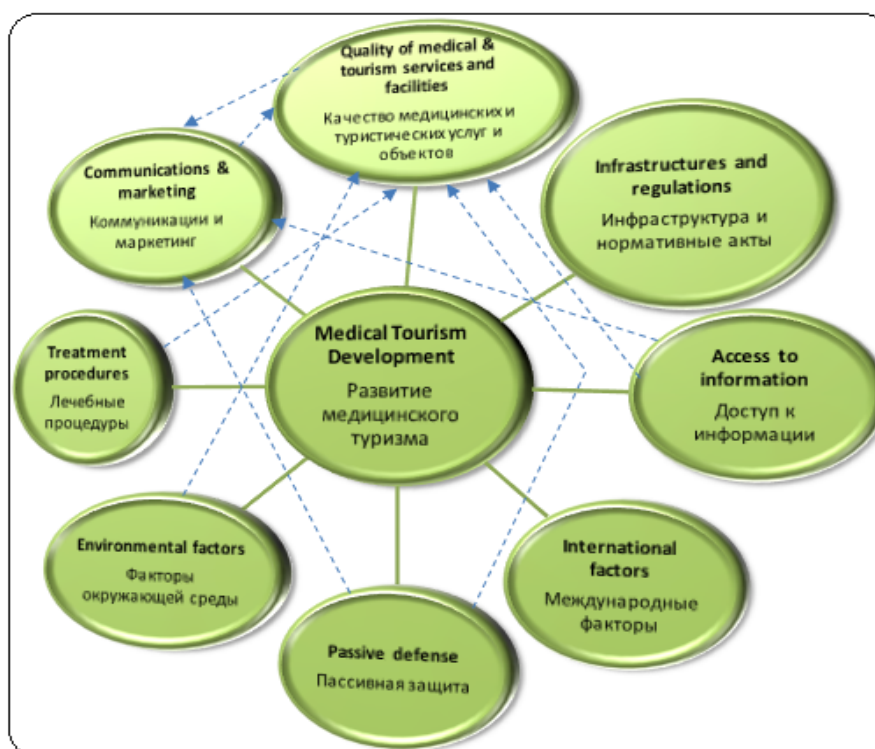 Quality of medical &
tourism services and
facilities
Качество медицинских и
туристических услуг и
объектов
Communications &
marketing
Коммуникации и
маркетинг
Infrastructures and
regulations
Инфраструктура и
нормативные акты
Medical Tourism
Development
Развитие
медицинского
туризма
Treatment
procedures
Лечебные
процедуры
Access to
information
Доступ к
информации
Environmental factors
Факторы
окружающей среды
International
factors
Международные
факторы
Passive defense
Пассивная защита